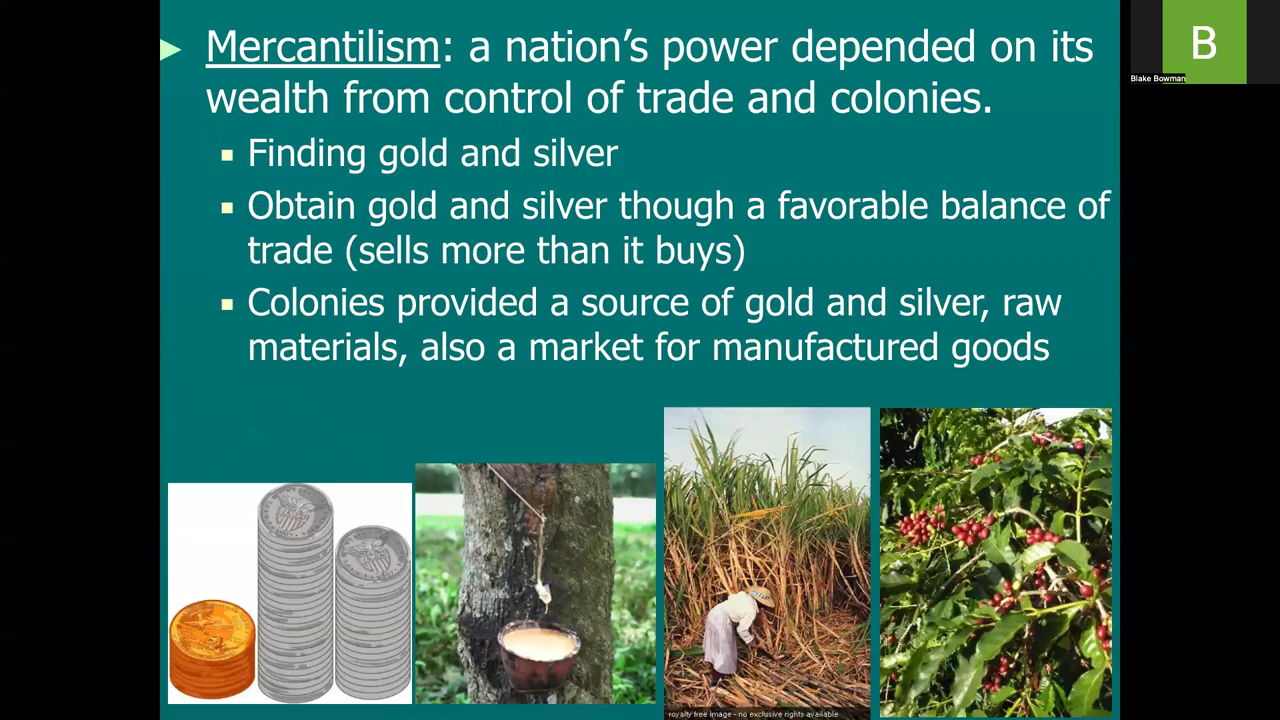 Mercantilism: a nation's power depended on its
wealth from control of trade and colonies.
Finding gold and silver
Obtain gold and silver though a favorable balance of
trade (sells more than it buys)
Colonies provided a source of gold and silver, raw
materials, also a market for manufactured goods
royalty free image - no exclusive rights available
B
Blake Bowman